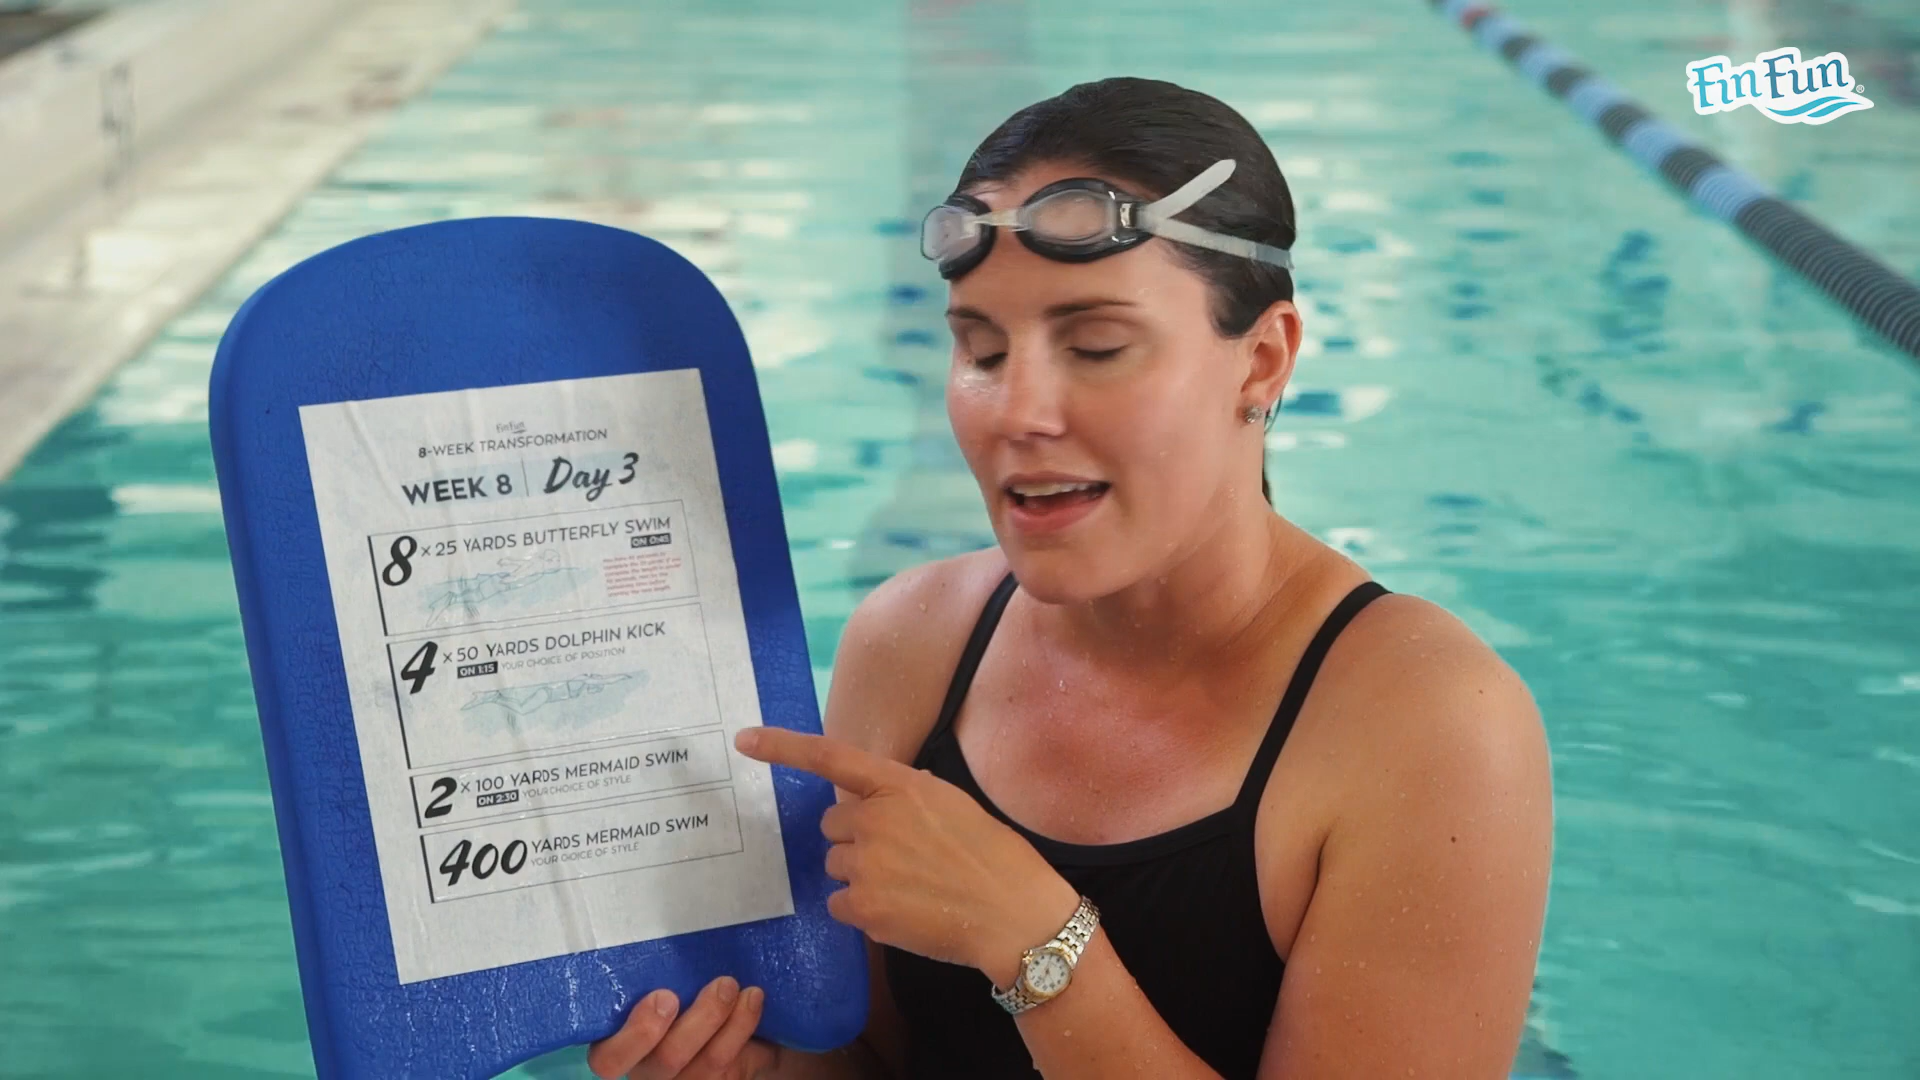 FinFun
finfun
8-WEEK TRANSFORMATION
WEEK 8 | Day 3
8 × 25 YARDS BUTTERFLY SWIM
ON 0:45
4 × 50 YARDS DOLPHIN KICK
ON 1:15 YOUR CHOICE OF POSITION
2 × 100 YARDS MERMAID SWIM
ON 2:30 YOUR CHOICE OF STYLE
400 YARDS MERMAID SWIM
YOUR CHOICE OF STYLE